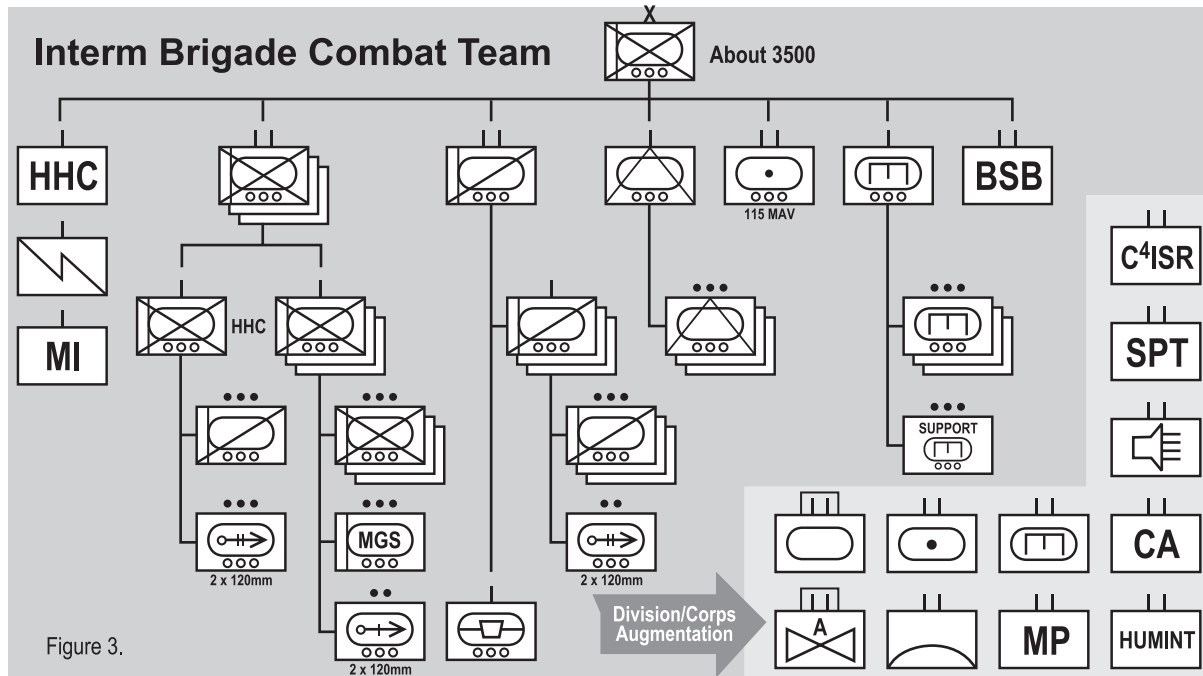 X
Interm Brigade Combat Team
About 3500
HHC
115 MAV
BSB
C⁴ISR
MI
HHC
SPT
SUPPORT
MGS
CA
2 x 120mm
2 x 120mm
Division/Corps
Augmentation
A
MP
HUMINT
2 x 120mm
Figure 3.